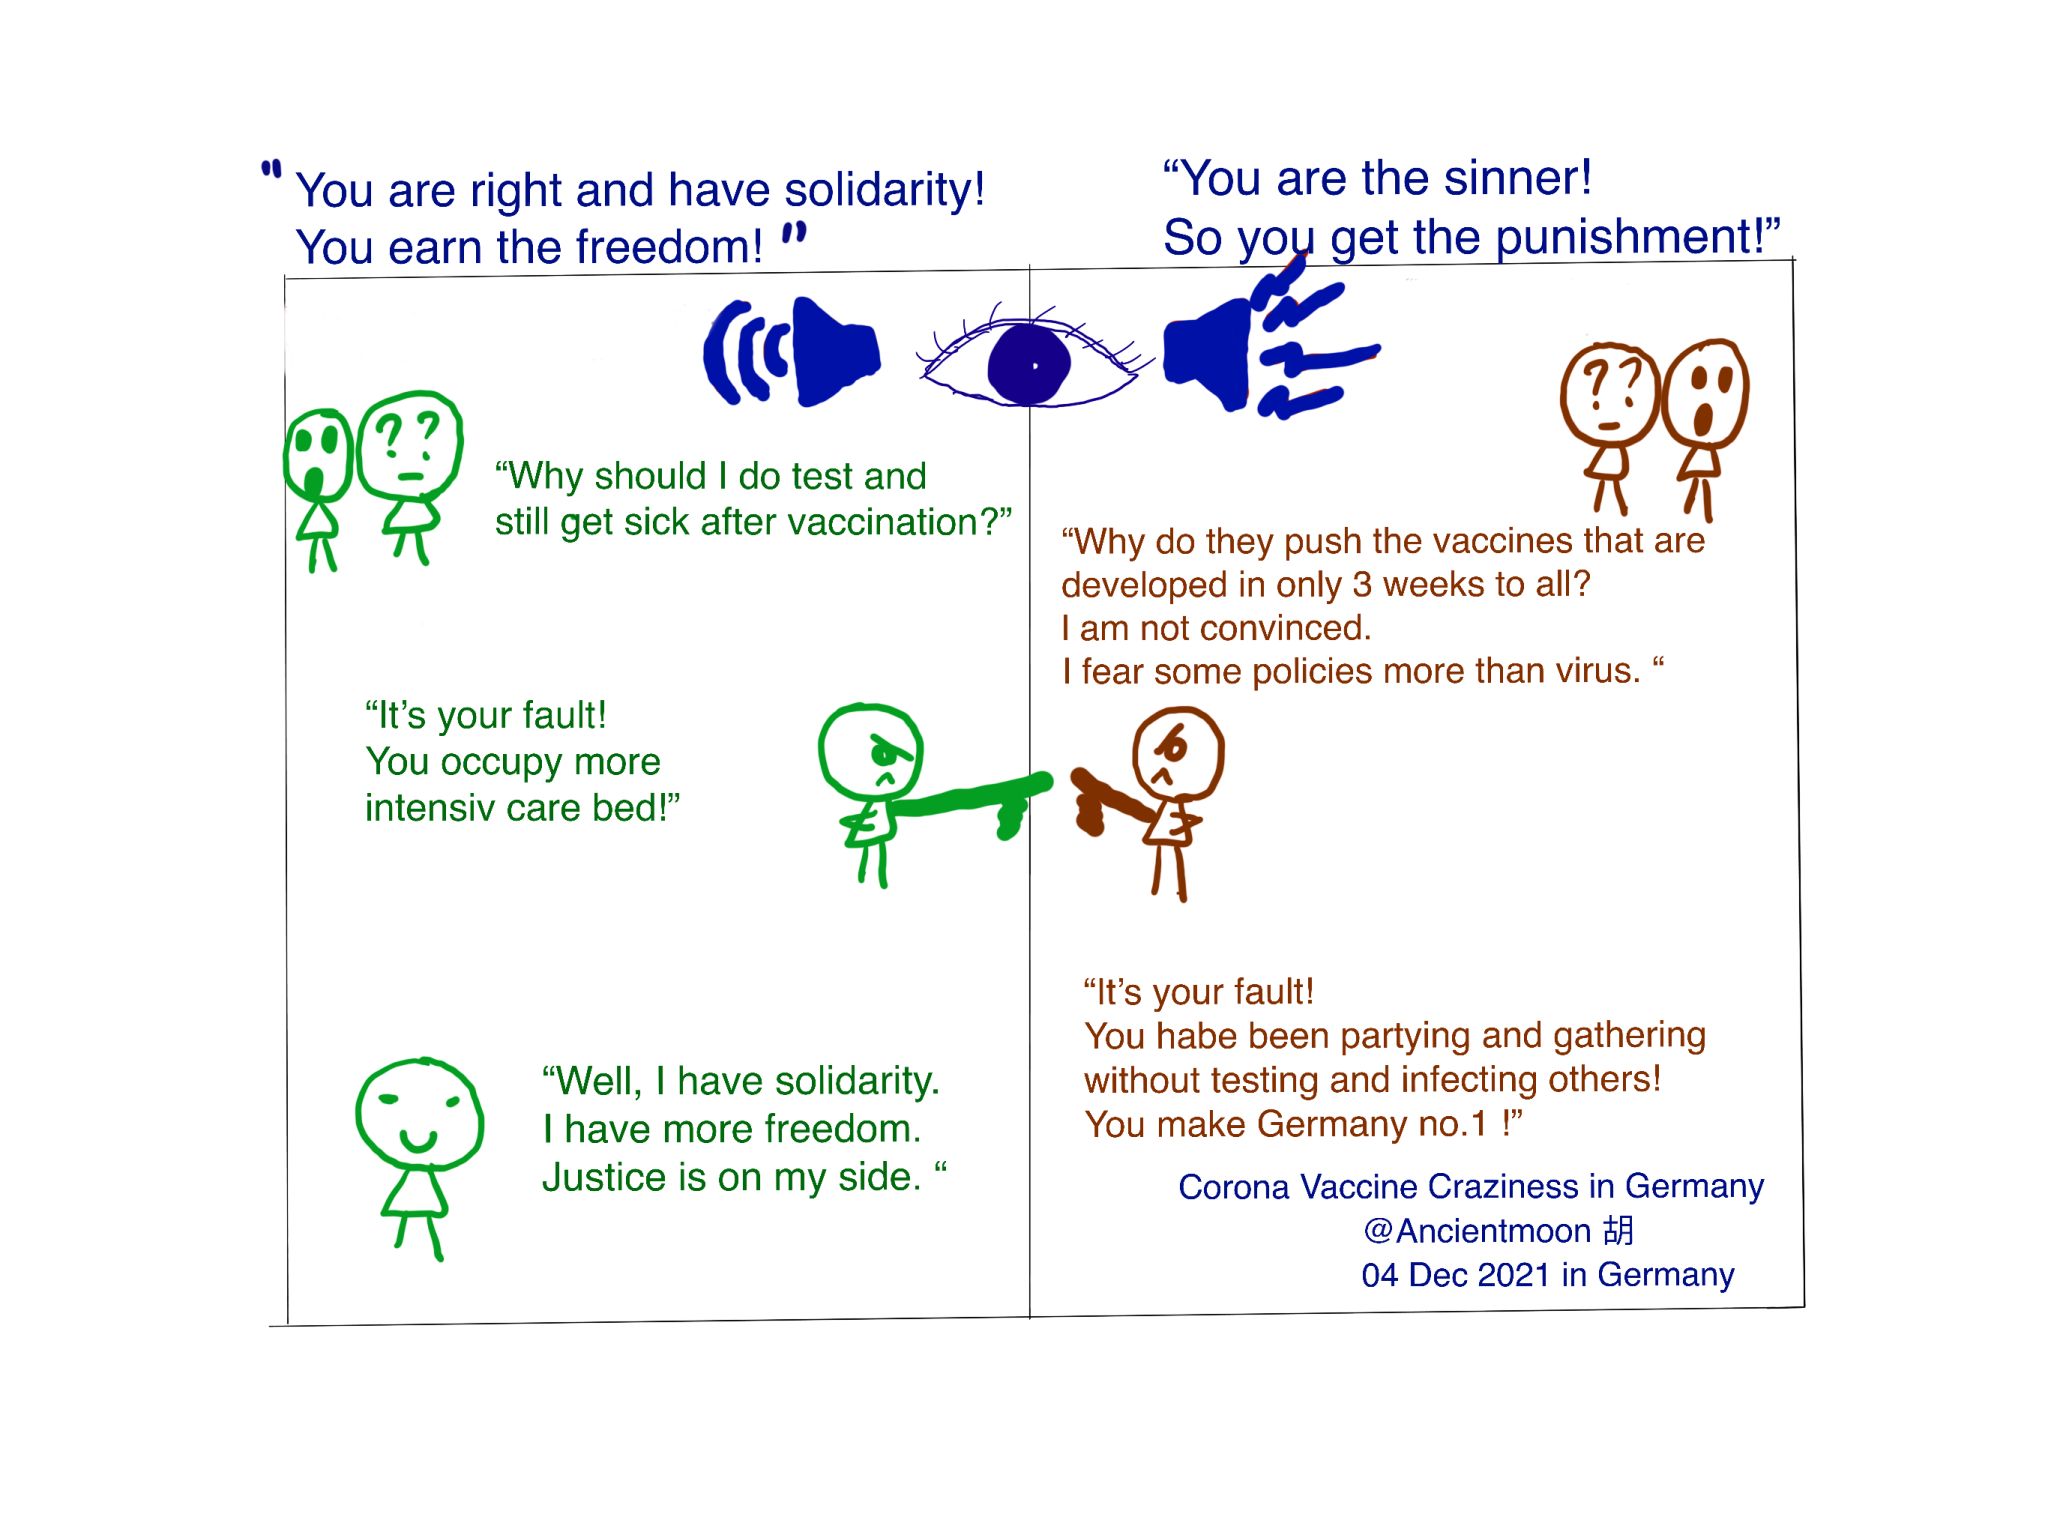 " You are right and have solidarity!
You earn the freedom! "
“You are the sinner!
So you get the punishment!”
“Why should I do test and
still get sick after vaccination?”
“Why do they push the vaccines that are
developed in only 3 weeks to all?
I am not convinced.
I fear some policies more than virus. “
“It’s your fault!
You occupy more
intensiv care bed!”
“It’s your fault!
You habe been partying and gathering
without testing and infecting others!
You make Germany no.1 !”
“Well, I have solidarity.
I have more freedom.
Justice is on my side. “
Corona Vaccine Craziness in Germany
@Ancientmoon 胡
04 Dec 2021 in Germany